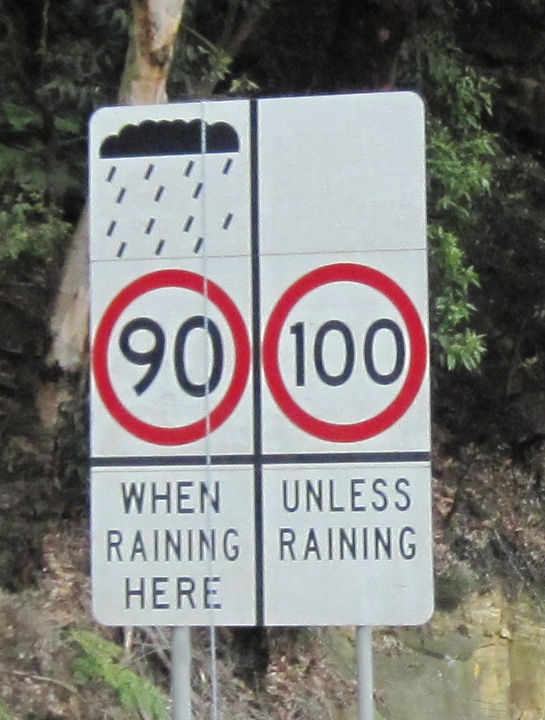 90
WHEN
RAINING
HERE
100
UNLESS
RAINING